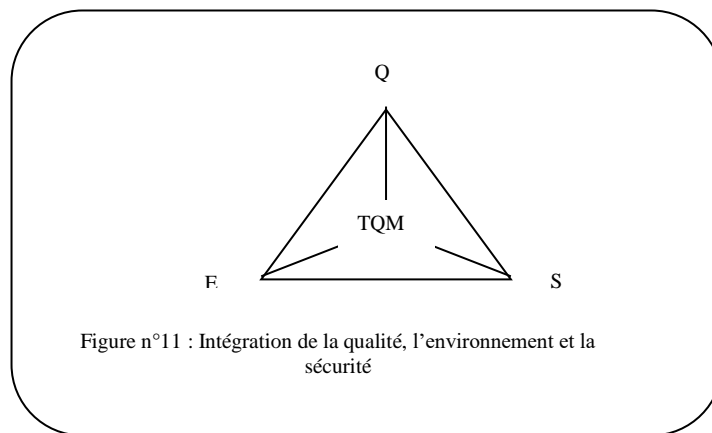 Q
TQM
E S
Figure n°11 : Intégration de la qualité, l'environnement et la
sécurité